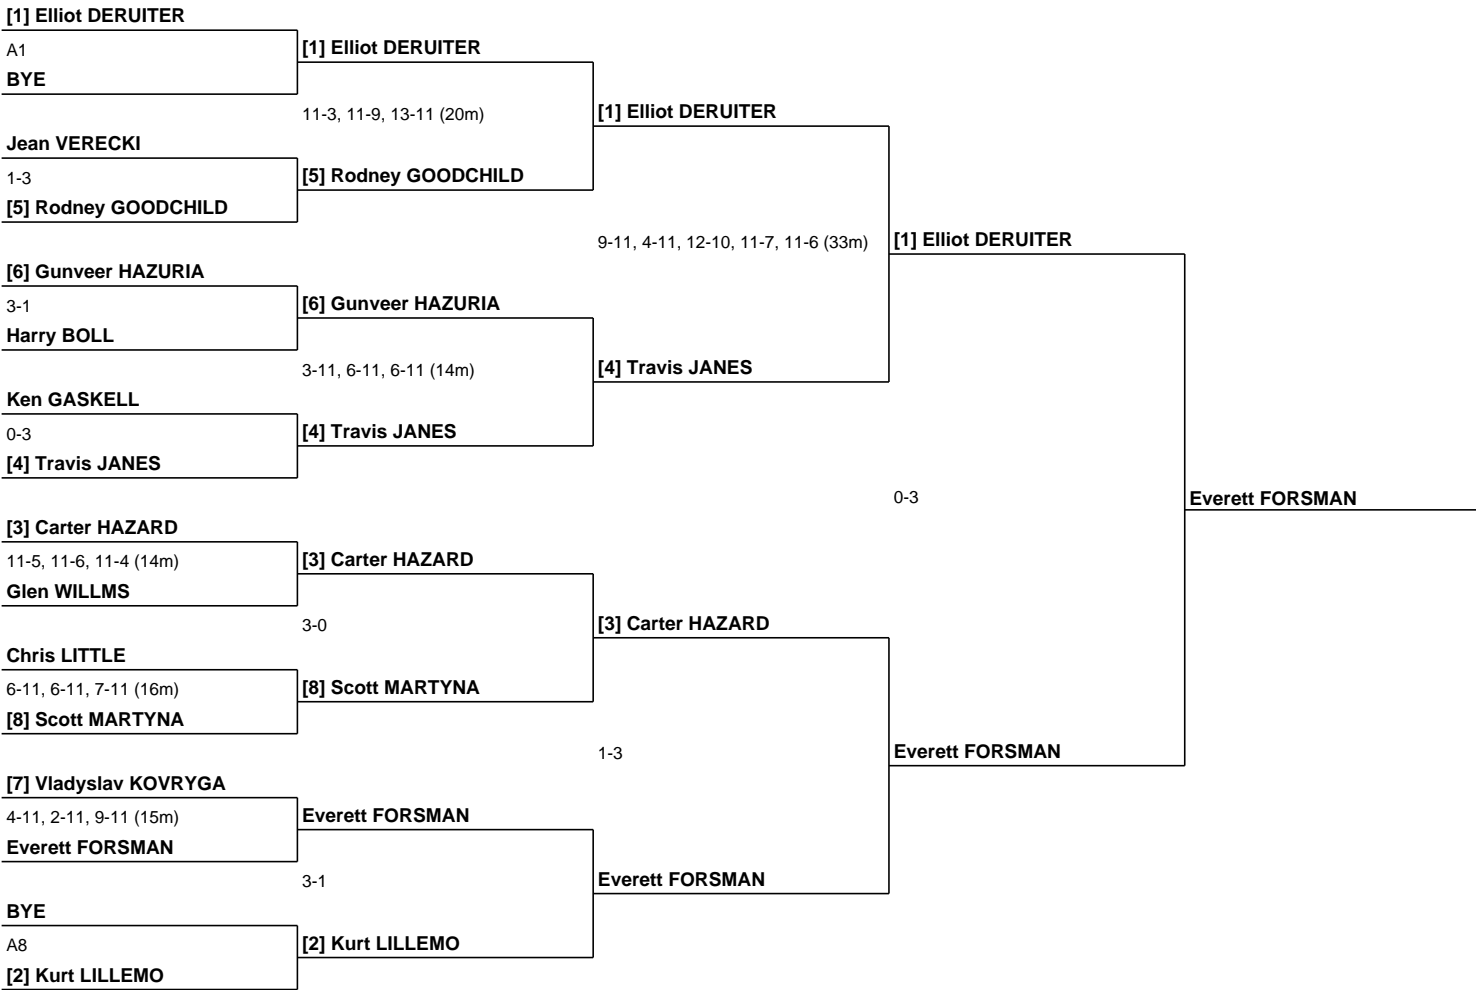 [1] Elliot DERUITER
A1
BYE
[1] Elliot DERUITER
11-3, 11-9, 13-11 (20m)
[1] Elliot DERUITER
Jean VERECKI
1-3
[5] Rodney GOODCHILD
[5] Rodney GOODCHILD
9-11, 4-11, 12-10, 11-7, 11-6 (33m)
[1] Elliot DERUITER
[6] Gunveer HAZURIA
3-1
Harry BOLL
[6] Gunveer HAZURIA
3-11, 6-11, 6-11 (14m)
[4] Travis JANES
Ken GASKELL
0-3
[4] Travis JANES
[4] Travis JANES
0-3
Everett FORSMAN
[3] Carter HAZARD
11-5, 11-6, 11-4 (14m)
Glen WILLMS
[3] Carter HAZARD
3-0
[3] Carter HAZARD
Chris LITTLE
6-11, 6-11, 7-11 (16m)
[8] Scott MARTYNA
[8] Scott MARTYNA
1-3
Everett FORSMAN
[7] Vladyslav KOVRYGA
4-11, 2-11, 9-11 (15m)
Everett FORSMAN
Everett FORSMAN
3-1
Everett FORSMAN
BYE
A8
[2] Kurt LILLEMO
[2] Kurt LILLEMO